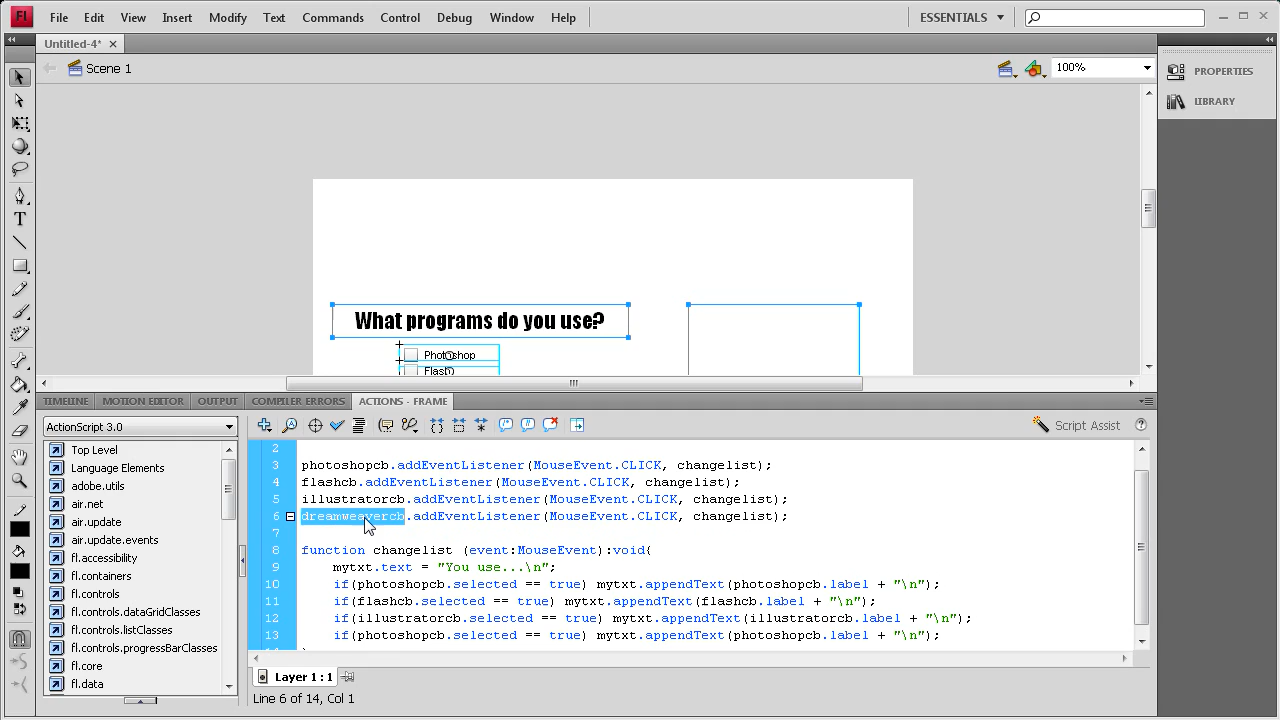 Fl File Edit View Insert Modify Text Commands Control Debug Window Help ESSENTIALS
Untitled-4*
Scene 1 100%
PROPERTIES
LIBRARY
What programs do you use?
Photoshop
Flash
TIMELINE MOTION EDITOR OUTPUT COMPILER ERRORS ACTIONS - FRAME
ActionScript 3.0
Script Assist
Top Level
Language Elements
adobe.utils
air.net
air.update
air.update.events
fl.accessibility
fl.containers
fl.controls
fl.controls.dataGridClasses
fl.controls.listClasses
fl.controls.progressBarClasses
fl.core
fl.data
2
3 photoshopcb.addEventListener(MouseEvent.CLICK, changelist);
4 flashcb.addEventListener(MouseEvent.CLICK, changelist);
5 illustratorcb.addEventListener(MouseEvent.CLICK, changelist);
6 dreamweavercb.addEventListener(MouseEvent.CLICK, changelist);
7
8 function changelist (event:MouseEvent):void{
9 mytxt.text = "You use...\n";
10 if(photoshopcb.selected == true) mytxt.appendText(photoshopcb.label + "\n");
11 if(flashcb.selected == true) mytxt.appendText(flashcb.label + "\n");
12 if(illustratorcb.selected == true) mytxt.appendText(illustratorcb.label + "\n");
13 if(photoshopcb.selected == true) mytxt.appendText(photoshopcb.label + "\n");
Layer 1 : 1
Line 6 of 14, Col 1